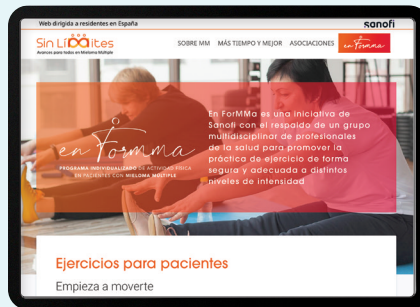 Web dirigida a residentes en España
sanofi
Sin LíMMites
Avances para todos en Mieloma Múltiple
SOBRE MM MÁS TIEMPO Y MEJOR ASOCIACIONES en Formma
en Formma
PROGRAMA INDIVIDUALIZADO DE ACTIVIDAD FÍSICA
EN PACIENTES CON MIELOMA MÚLTIPLE
En ForMMa es una iniciativa de
Sanofi con el respaldo de un grupo
multidisciplinar de profesionales
de la salud para promover la
práctica de ejercicio de forma
segura y adecuada a distintos
niveles de intensidad
Ejercicios para pacientes
Empieza a moverte